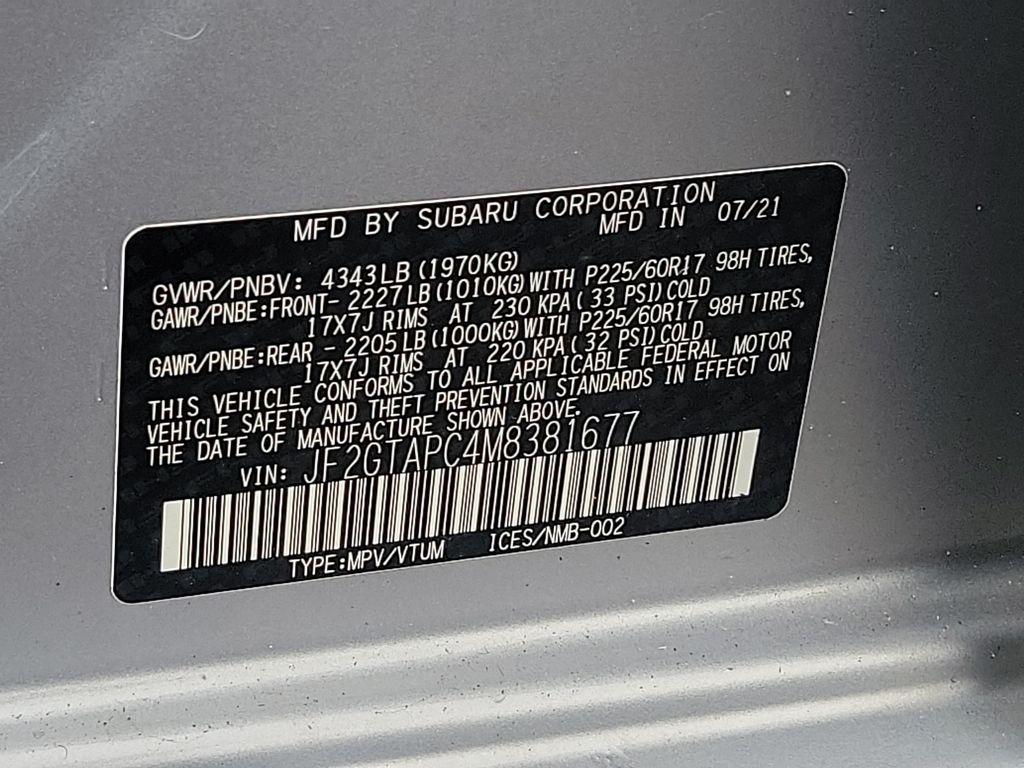 MFD BY SUBARU CORPORATION
MFD IN 07/21
GVWR/PNBV: 4343LB (1970KG)
GAWR/PNBE:FRONT- 2227LB (1010KG)WITH P225/60R17 98H TIRES,
17X7J RIMS AT 230 KPA( 33 PSI)COLD
GAWR/PNBE:REAR - 2205LB (1000KG)WITH P225/60R17 98H TIRES,
17X7J RIMS AT 220 KPA( 32 PSI)COLD
THIS VEHICLE CONFORMS TO ALL APPLICABLE FEDERAL MOTOR
VEHICLE SAFETY AND THEFT PREVENTION STANDARDS IN EFFECT ON
THE DATE OF MANUFACTURE SHOWN ABOVE.
VIN: JF2GTAPC4M8381677
TYPE:MPV/VTUM ICES/NMB-002